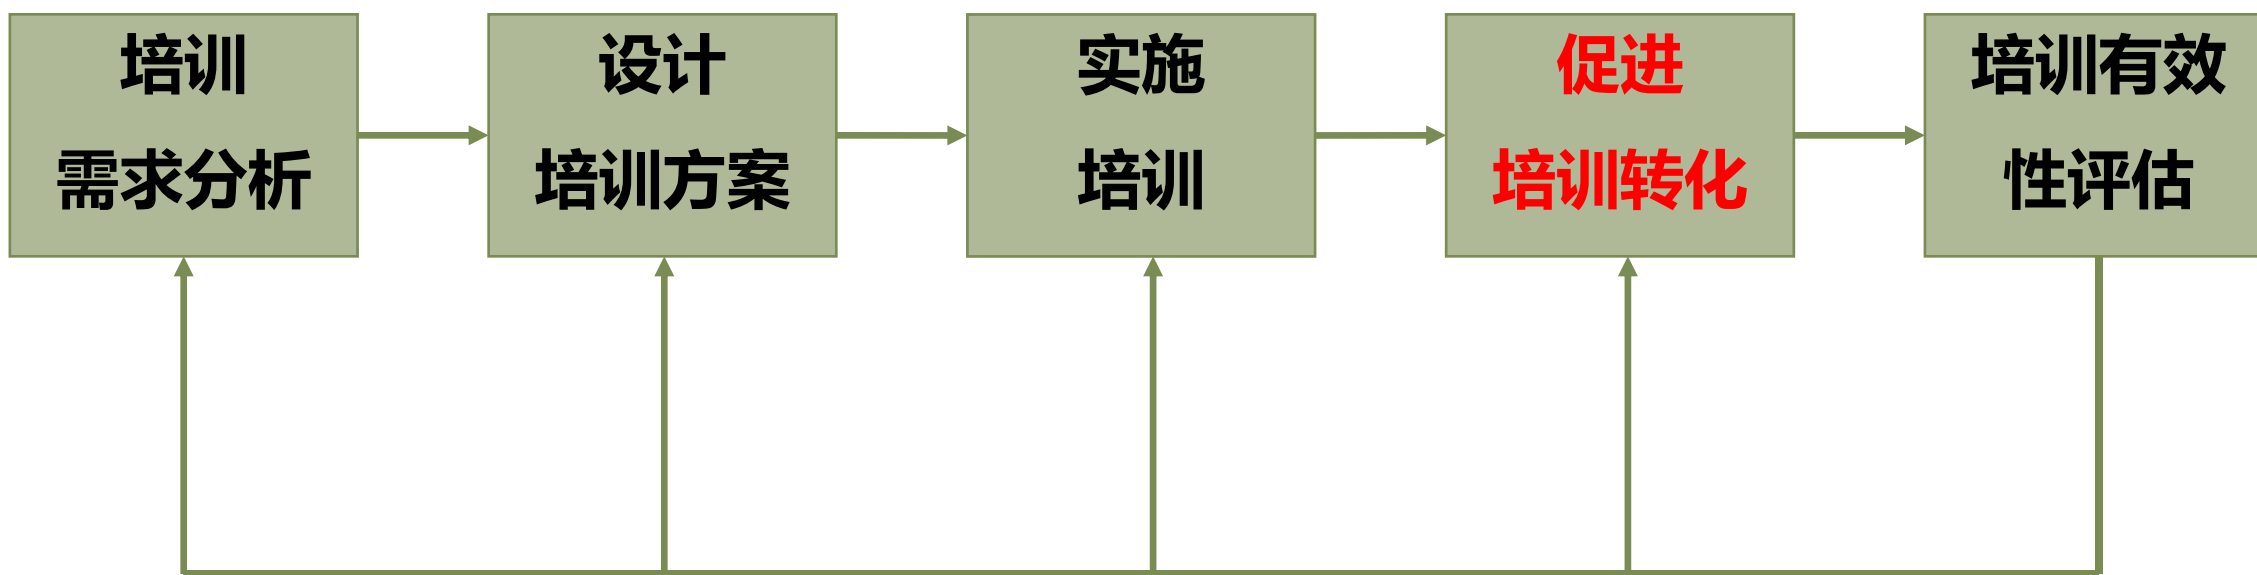 培训
需求分析
设计
培训方案
实施
培训
促进
培训转化
培训有效
性评估